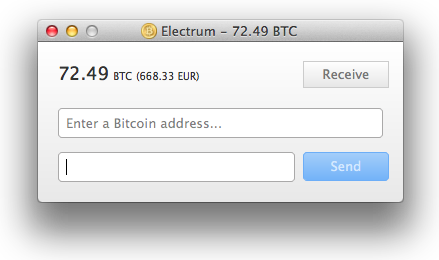 Electrum – 72.49 BTC
72.49 BTC (668.33 EUR)
Receive
Enter a Bitcoin address...
Send